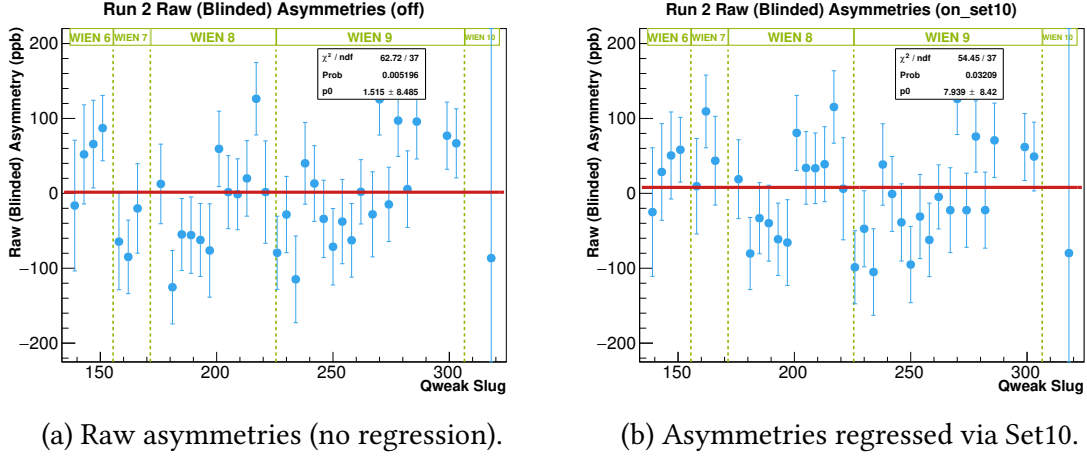 Run 2 Raw (Blinded) Asymmetries (off)
Raw (Blinded) Asymmetry (ppb)
200
100
0
−100
−200
WIEN 6
WIEN 7
WIEN 8
WIEN 9
WIEN 10
χ² / ndf 62.72 / 37
Prob 0.005196
p0 1.515 ± 8.485
150 200 250 300
Qweak Slug
(a) Raw asymmetries (no regression).
Run 2 Raw (Blinded) Asymmetries (on_set10)
Raw (Blinded) Asymmetry (ppb)
200
100
0
−100
−200
WIEN 6
WIEN 7
WIEN 8
WIEN 9
WIEN 10
χ² / ndf 54.45 / 37
Prob 0.03209
p0 7.939 ± 8.42
150 200 250 300
Qweak Slug
(b) Asymmetries regressed via Set10.